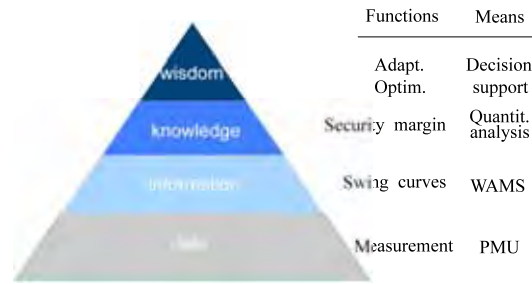 Functions Means
wisdom Adapt. Decision
Optim. support
knowledge Security margin Quantit.
analysis
information Swing curves WAMS
data Measurement PMU